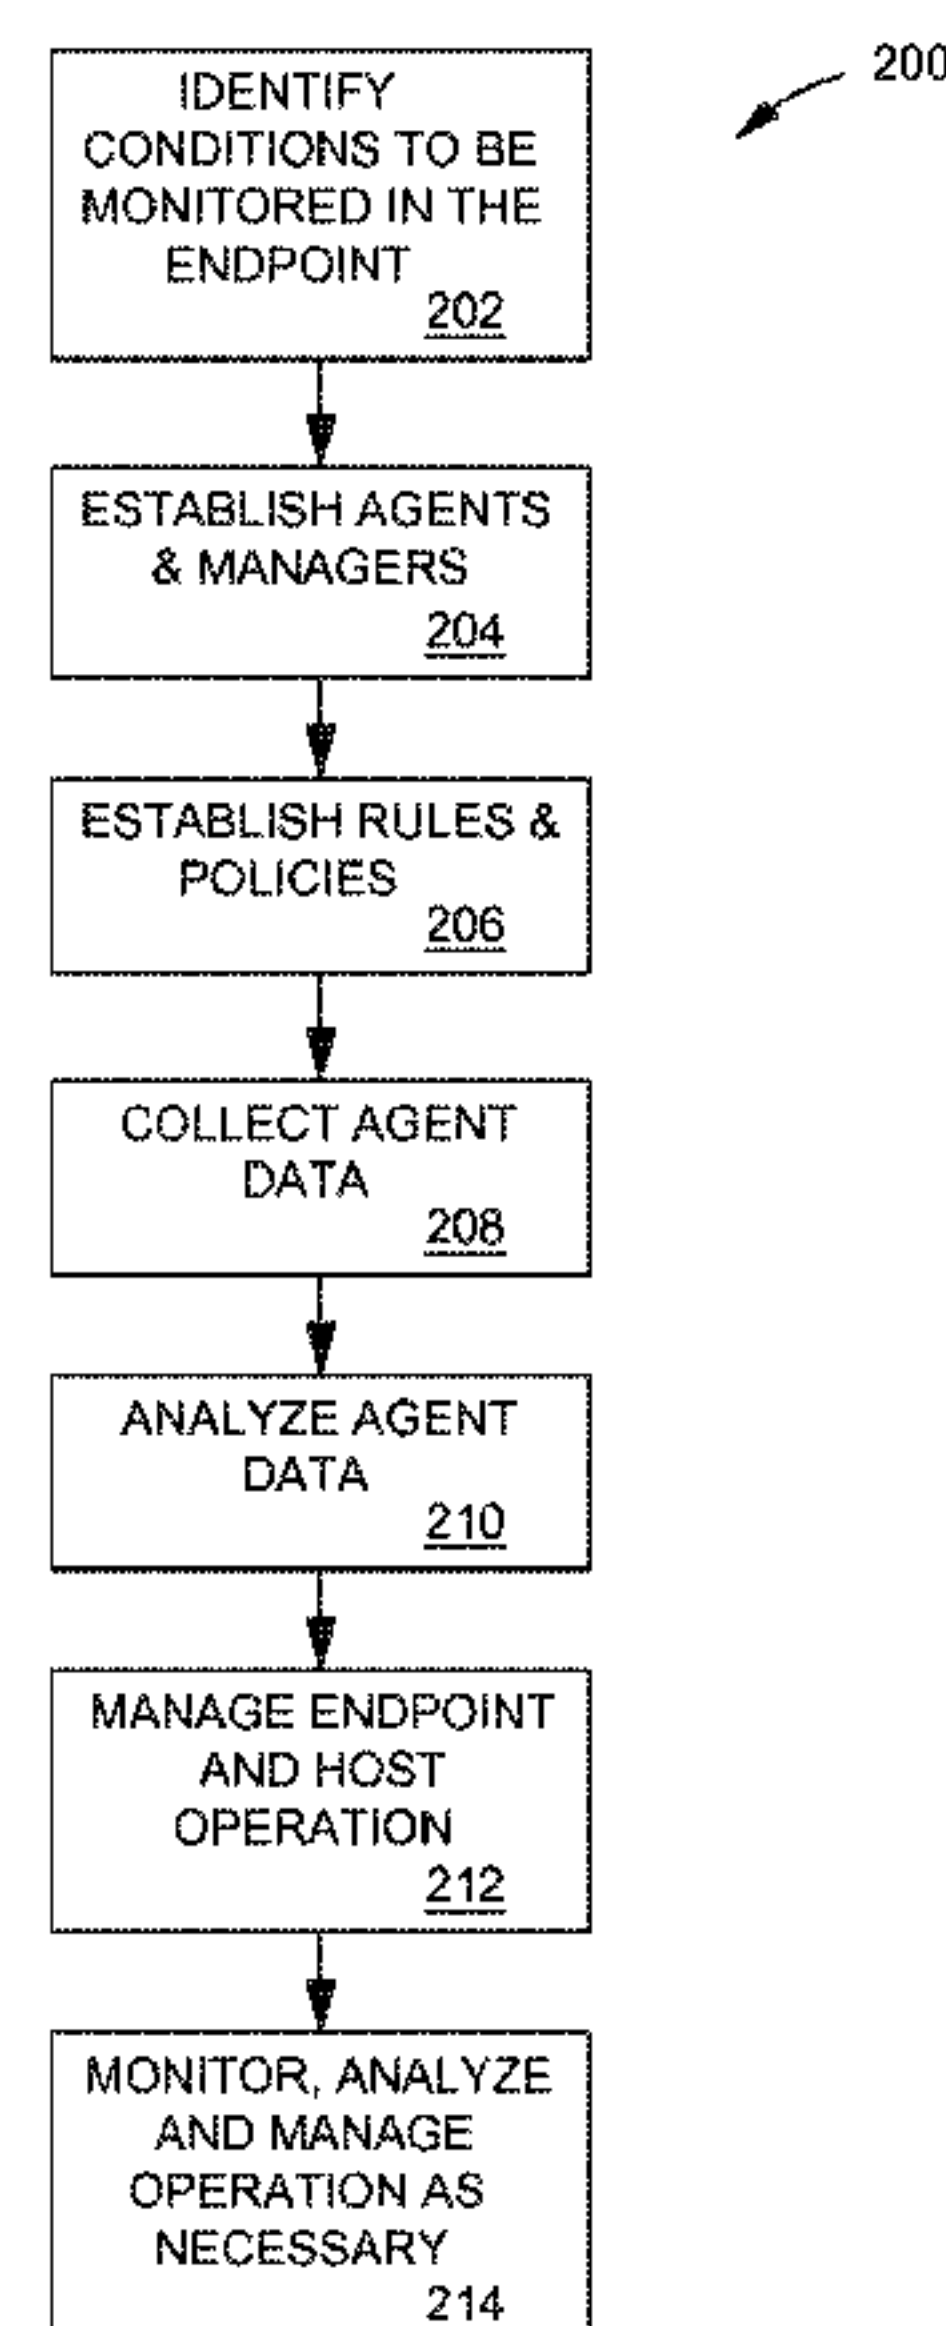 200
IDENTIFY
CONDITIONS TO BE
MONITORED IN THE
ENDPOINT
202
ESTABLISH AGENTS
& MANAGERS
204
ESTABLISH RULES &
POLICIES
206
COLLECT AGENT
DATA
208
ANALYZE AGENT
DATA
210
MANAGE ENDPOINT
AND HOST
OPERATION
212
MONITOR, ANALYZE
AND MANAGE
OPERATION AS
NECESSARY
214